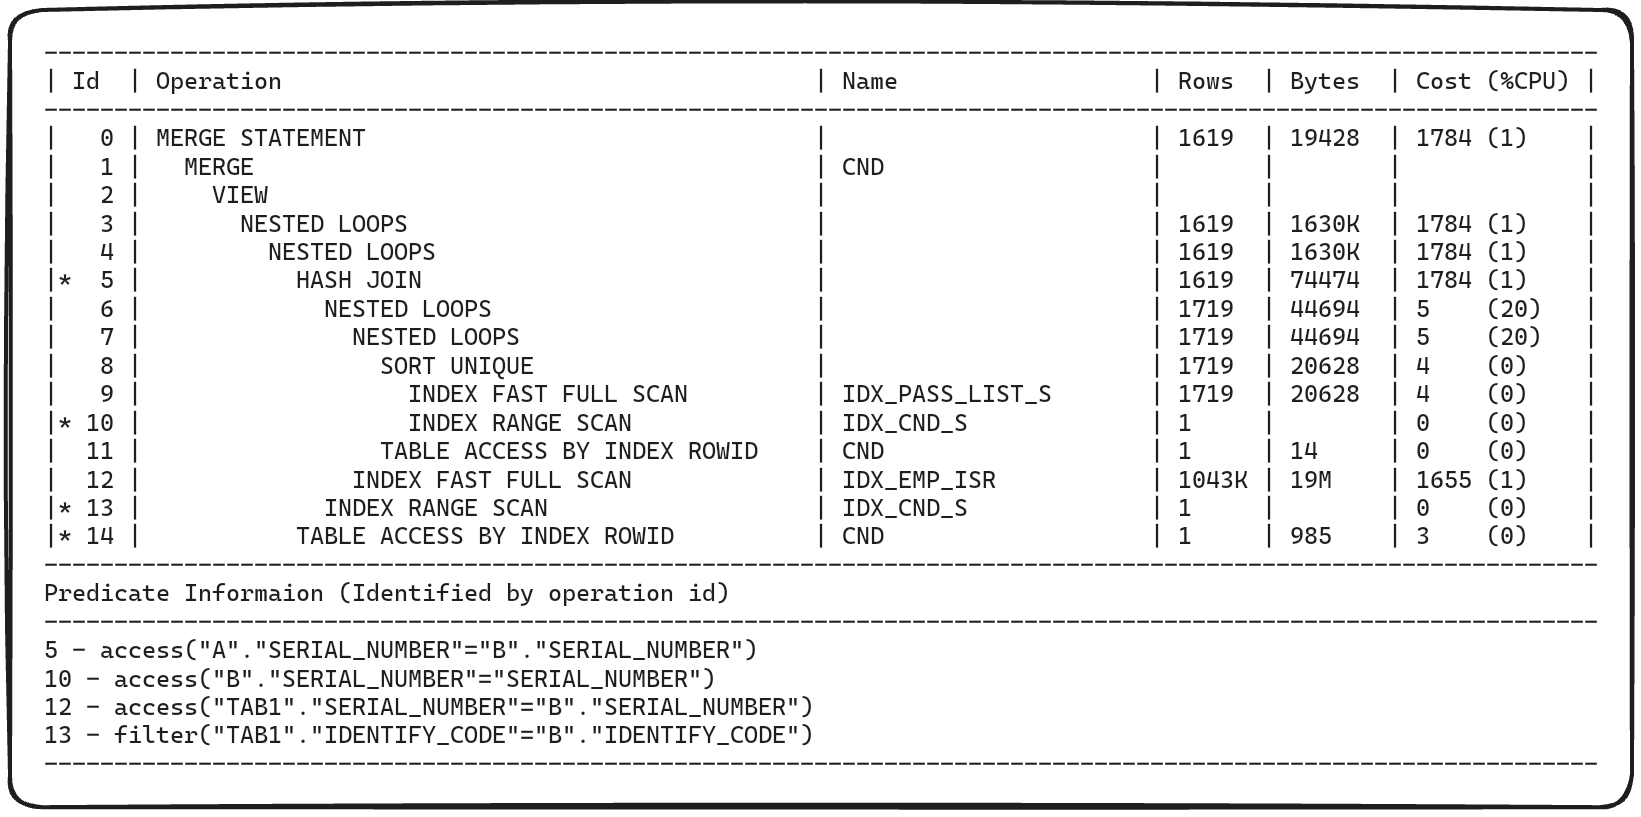 ---------------------------------------------------------------------------------------------------------------
| Id  | Operation                                      | Name                  | Rows  | Bytes  | Cost (%CPU) |
---------------------------------------------------------------------------------------------------------------
|   0 | MERGE STATEMENT                                |                       | 1619  | 19428  | 1784 (1)    |
|   1 |   MERGE                                        | CND                   |       |        |             |
|   2 |     VIEW                                       |                       |       |        |             |
|   3 |       NESTED LOOPS                             |                       | 1619  | 1630K  | 1784 (1)    |
|   4 |         NESTED LOOPS                           |                       | 1619  | 1630K  | 1784 (1)    |
|*  5 |           HASH JOIN                            |                       | 1619  | 74474  | 1784 (1)    |
|   6 |             NESTED LOOPS                       |                       | 1719  | 44694  | 5    (20)   |
|   7 |               NESTED LOOPS                     |                       | 1719  | 44694  | 5    (20)   |
|   8 |                 SORT UNIQUE                    |                       | 1719  | 20628  | 4    (0)    |
|   9 |                   INDEX FAST FULL SCAN         | IDX_PASS_LIST_S       | 1719  | 20628  | 4    (0)    |
|* 10 |                   INDEX RANGE SCAN             | IDX_CND_S             | 1     |        | 0    (0)    |
|  11 |                 TABLE ACCESS BY INDEX ROWID    | CND                   | 1     | 14     | 0    (0)    |
|  12 |               INDEX FAST FULL SCAN             | IDX_EMP_ISR           | 1043K | 19M    | 1655 (1)    |
|* 13 |             INDEX RANGE SCAN                   | IDX_CND_S             | 1     |        | 0    (0)    |
|* 14 |           TABLE ACCESS BY INDEX ROWID          | CND                   | 1     | 985    | 3    (0)    |
---------------------------------------------------------------------------------------------------------------
Predicate Informaion (Identified by operation id)
---------------------------------------------------------------------------------------------------------------
5 - access("A"."SERIAL_NUMBER"="B"."SERIAL_NUMBER")
10 - access("B"."SERIAL_NUMBER"="SERIAL_NUMBER")
12 - access("TAB1"."SERIAL_NUMBER"="B"."SERIAL_NUMBER")
13 - filter("TAB1"."IDENTIFY_CODE"="B"."IDENTIFY_CODE")
---------------------------------------------------------------------------------------------------------------